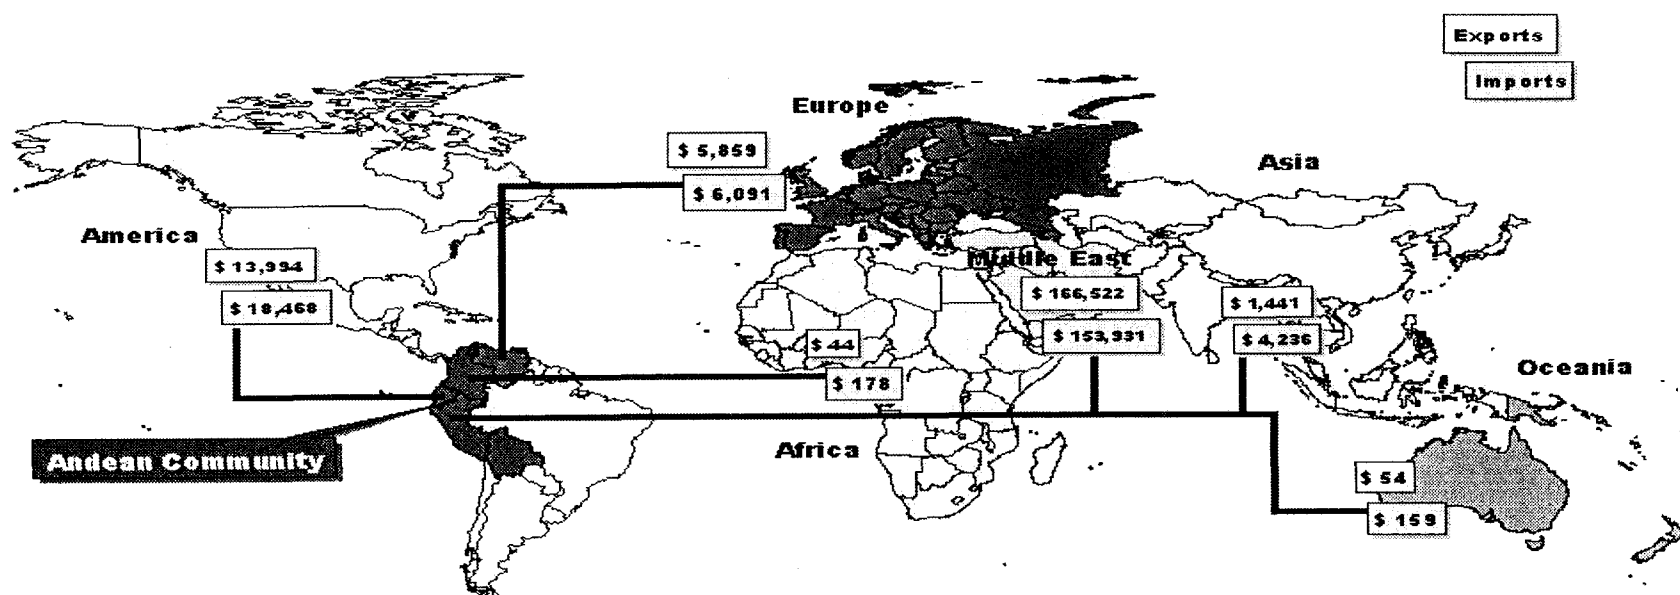 Exports
Imports
Europe
$ 5,859
$ 6,091
Asia
America
$ 13,994
$ 18,468
Middle East
$ 166,522
$ 153,931
$ 1,441
$ 4,236
$ 44
$ 178
Oceania
Africa
Andean Community
$ 54
$ 159